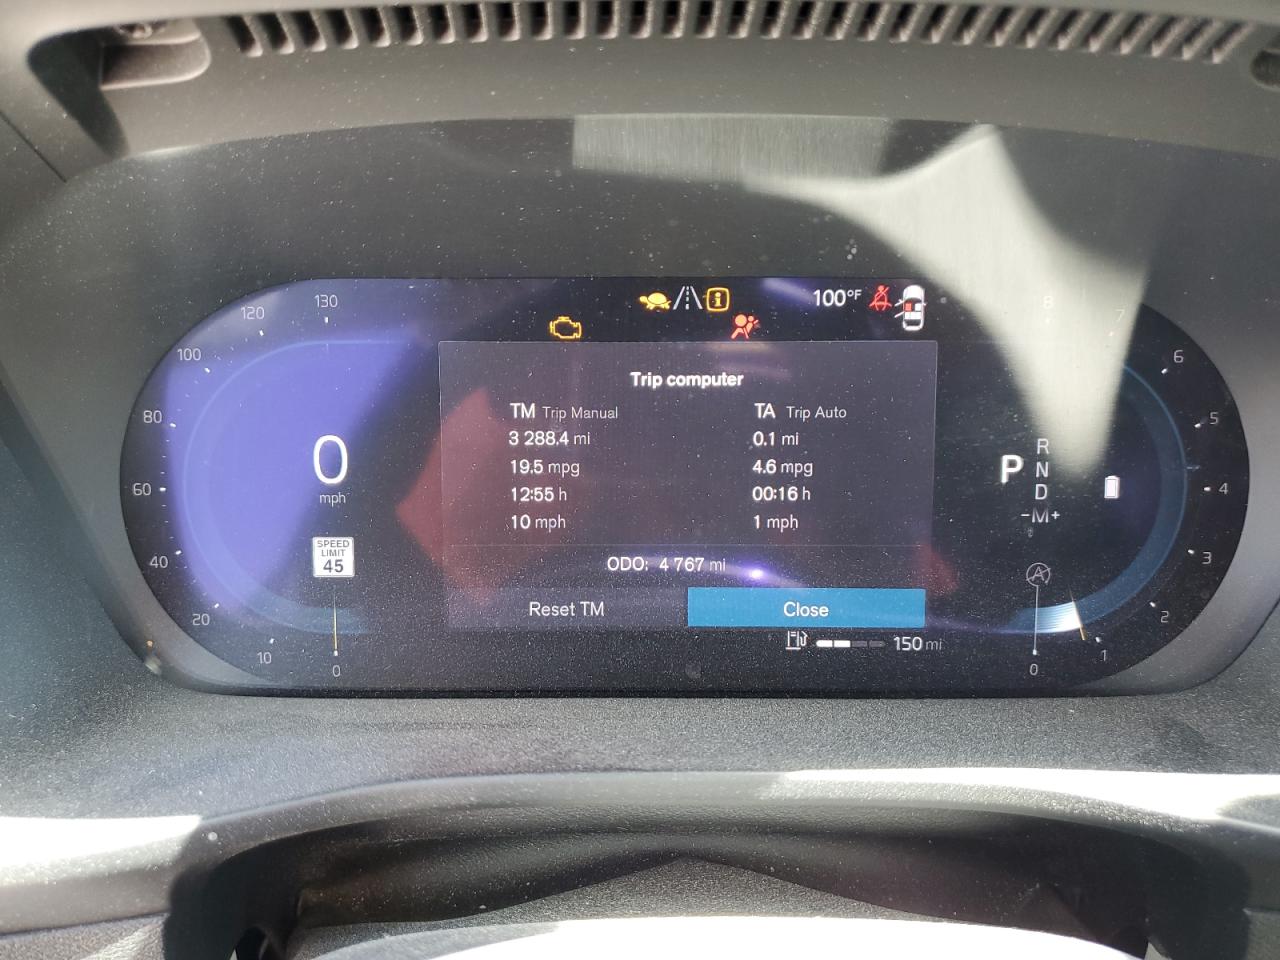 100°F
130
120
100
80
60
40
20
10
0
0
mph
SPEED
LIMIT
45
Trip computer
TM Trip Manual
3 288.4 mi
19.5 mpg
12:55 h
10 mph
TA Trip Auto
0.1 mi
4.6 mpg
00:16 h
1 mph
ODO: 4 767 mi
Reset TM
Close
150 mi
P
R
N
D
-M+
A
8
7
6
5
4
3
2
1
0